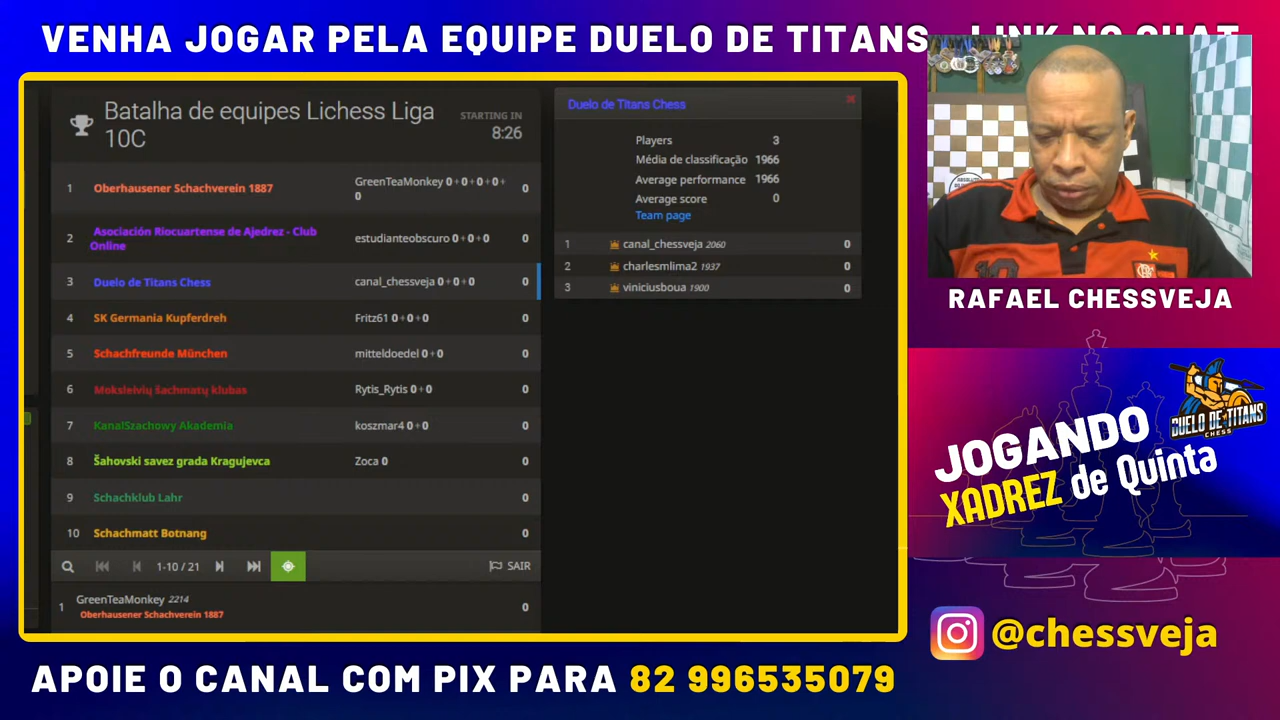 VENHA JOGAR PELA EQUIPE DUELO DE TITANS - LINK NO CHAT
Batalha de equipes Lichess Liga
10C
STARTING IN
8:26
1 Oberhausener Schachverein 1887 GreenTeaMonkey 0+0+0+0+ 0
0
2 Asociación Riocuartense de Ajedrez - Club
Online estudianteobscuro 0+0+0 0
3 Duelo de Titans Chess canal_chessveja 0+0+0 0
4 SK Germania Kupferdreh Fritz61 0+0+0 0
5 Schachfreunde München mitteldoedel 0+0 0
6 Moksleivių šachmatų klubas Rytis_Rytis 0+0 0
7 KanalSzachowy Akademia koszmar4 0+0 0
8 Šahovski savez grada Kragujevca Zoca 0 0
9 Schachklub Lahr 0
10 Schachmatt Botnang 0
1-10 / 21 SAIR
1 GreenTeaMonkey 2214 0
Oberhausener Schachverein 1887
Duelo de Titans Chess
Players 3
Média de classificação 1966
Average performance 1966
Average score 0
Team page
1 canal_chessveja 2060 0
2 charlesmlima2 1937 0
3 viniciusboua 1900 0
RAFAEL CHESSVEJA
DUELO DE TITANS
CHESS
JOGANDO
XADREZ de Quinta
@chessveja
APOIE O CANAL COM PIX PARA 82 996535079